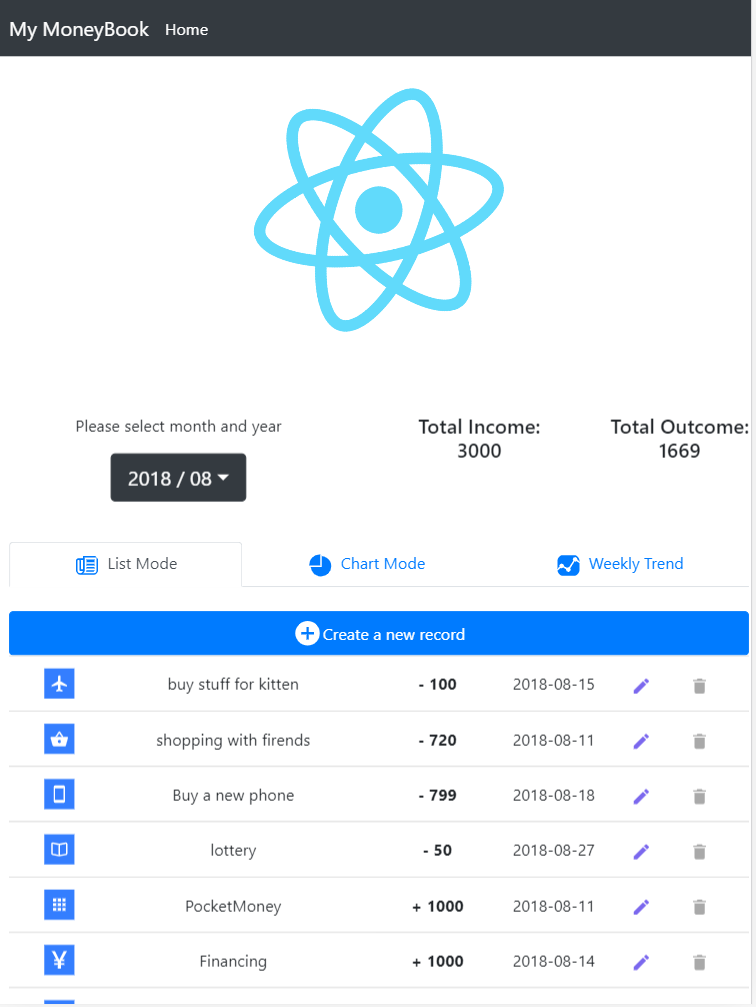 My MoneyBook Home
Please select month and year
2018 / 08
Total Income:
3000
Total Outcome:
1669
List Mode
Chart Mode
Weekly Trend
Create a new record
buy stuff for kitten - 100 2018-08-15
shopping with firends - 720 2018-08-11
Buy a new phone - 799 2018-08-18
lottery - 50 2018-08-27
PocketMoney + 1000 2018-08-11
¥ Financing + 1000 2018-08-14